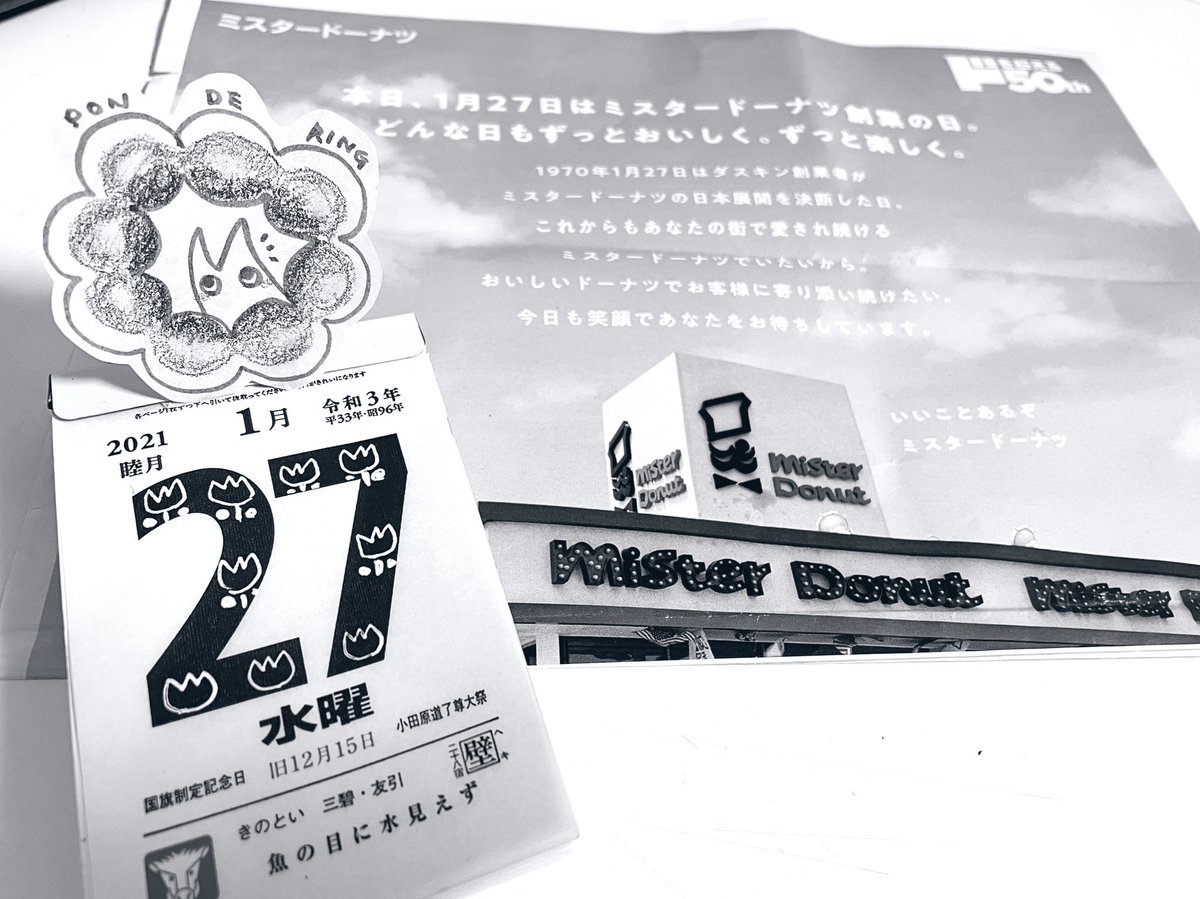 ミスタードーナツ
50th
本日、1月27日はミスタードーナツ創業の日。
どんな日もずっとおいしく。ずっと楽しく。
1970年1月27日はダスキン創業者が
ミスタードーナツの日本展開を決断した日。
これからもあなたの街で愛され続ける
ミスタードーナツでいたいから。
おいしいドーナツでお客様に寄り添い続けたい。
今日も笑顔であなたをお待ちしています。
いいことあるぞ
ミスタードーナツ
Mister
Donut
Mister
Donut
Mister Donut Mister
PON DE RING
2021
睦月
1月
令和3年
平33年・昭96年
27
水曜
旧12月15日
小田原道了尊大祭
国旗制定記念日
二十八宿
壁
ヘキ
きのとい 三碧・友引
魚の目に水見えず